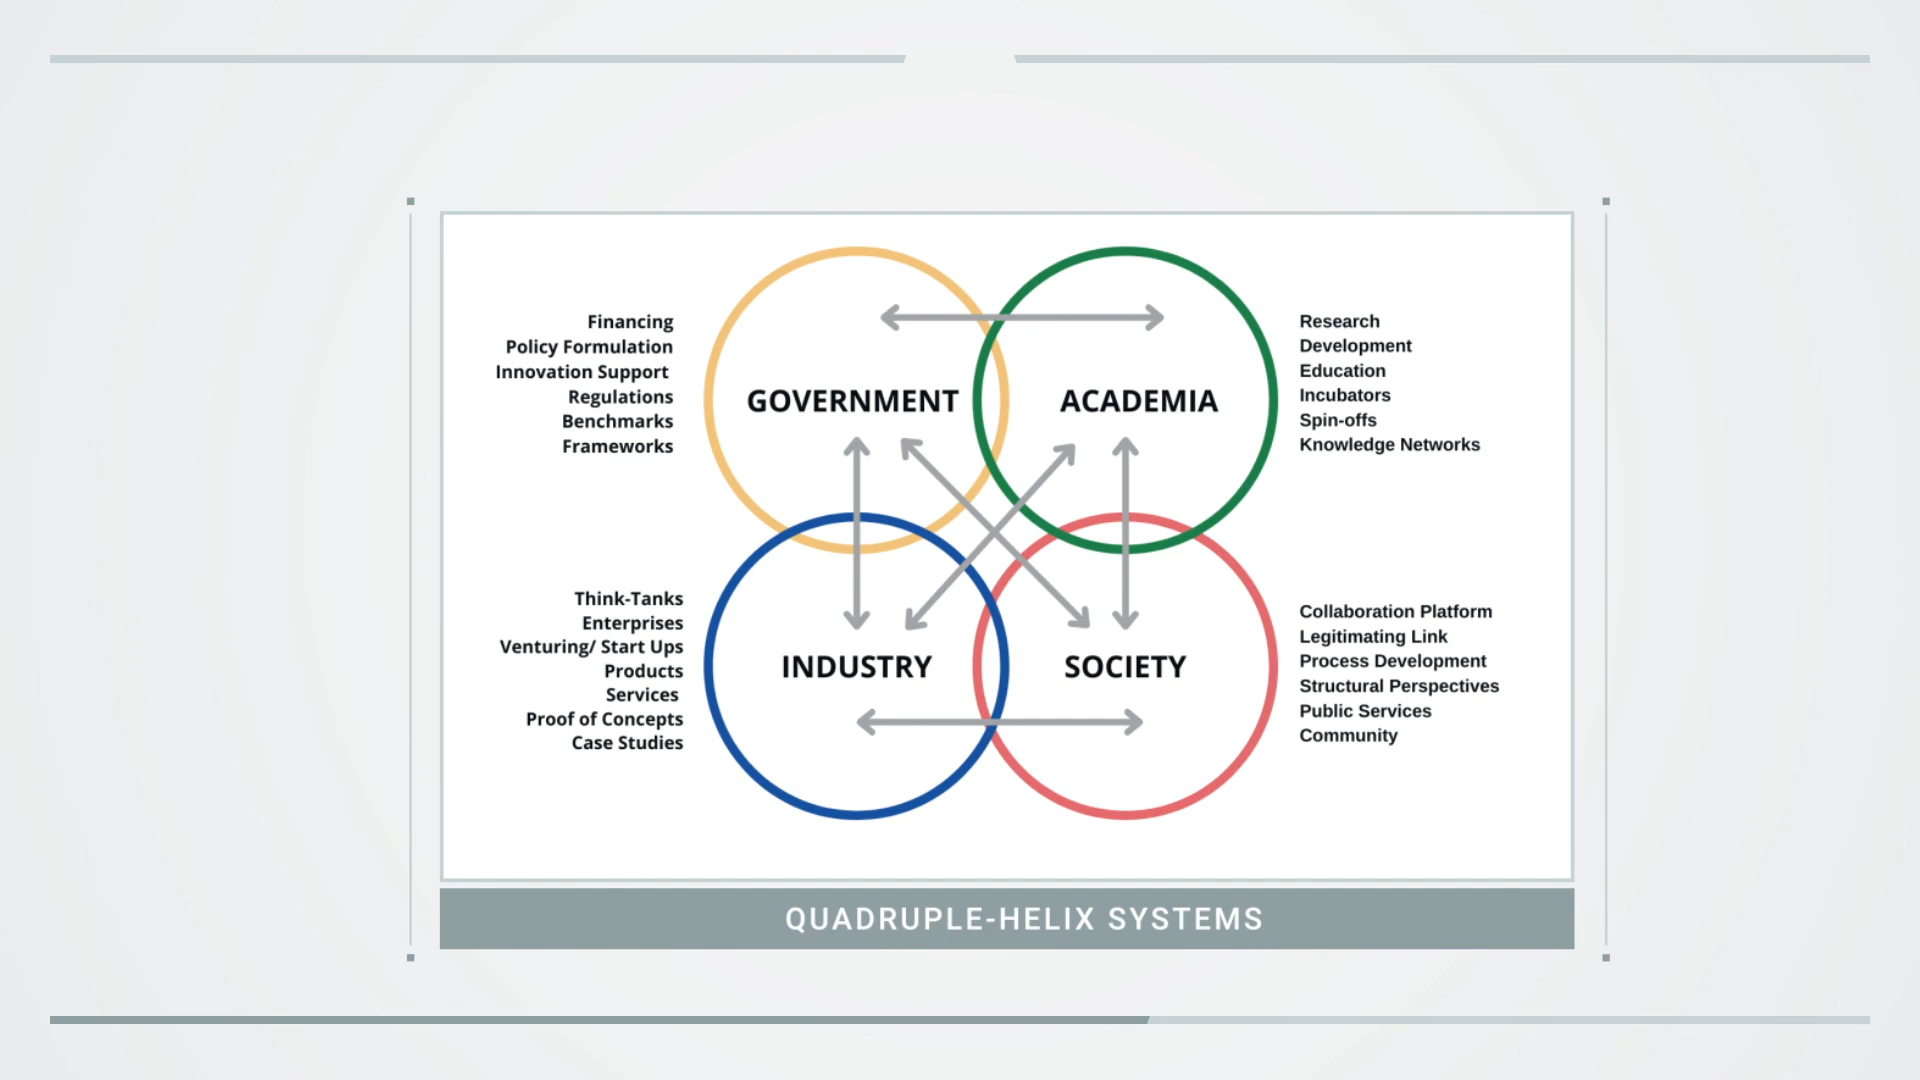 Financing
Policy Formulation
Innovation Support
Regulations
Benchmarks
Frameworks
GOVERNMENT
ACADEMIA
Research
Development
Education
Incubators
Spin-offs
Knowledge Networks
Think-Tanks
Enterprises
Venturing/ Start Ups
Products
Services
Proof of Concepts
Case Studies
INDUSTRY
SOCIETY
Collaboration Platform
Legitimating Link
Process Development
Structural Perspectives
Public Services
Community
QUADRUPLE-HELIX SYSTEMS